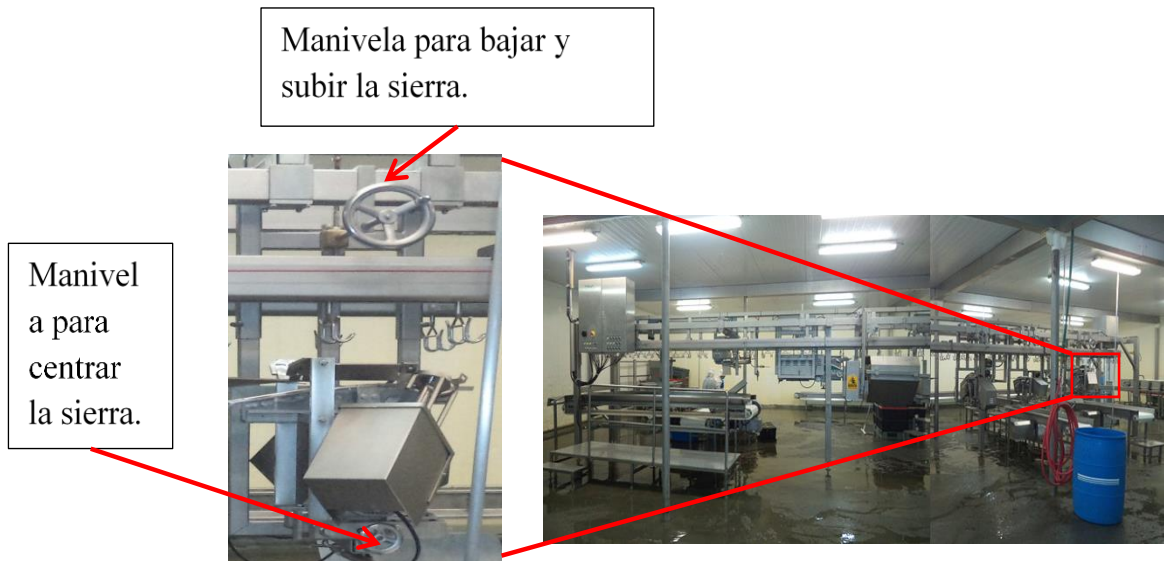 Manivela para bajar y
subir la sierra.
Manivel
a para
centrar
la sierra.